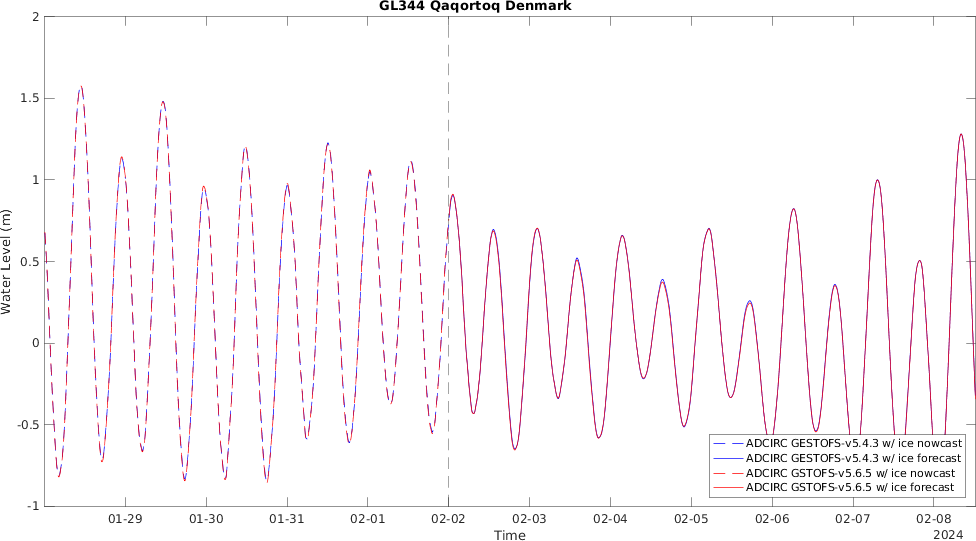 GL344 Qaqortoq Denmark
2
1.5
1
0.5
0
-0.5
-1
Water Level (m)
ADCIRC GESTOFS-v5.4.3 w/ ice nowcast
ADCIRC GESTOFS-v5.4.3 w/ ice forecast
ADCIRC GSTOFS-v5.6.5 w/ ice nowcast
ADCIRC GSTOFS-v5.6.5 w/ ice forecast
01-29 01-30 01-31 02-01 02-02 02-03 02-04 02-05 02-06 02-07 02-08
Time 2024